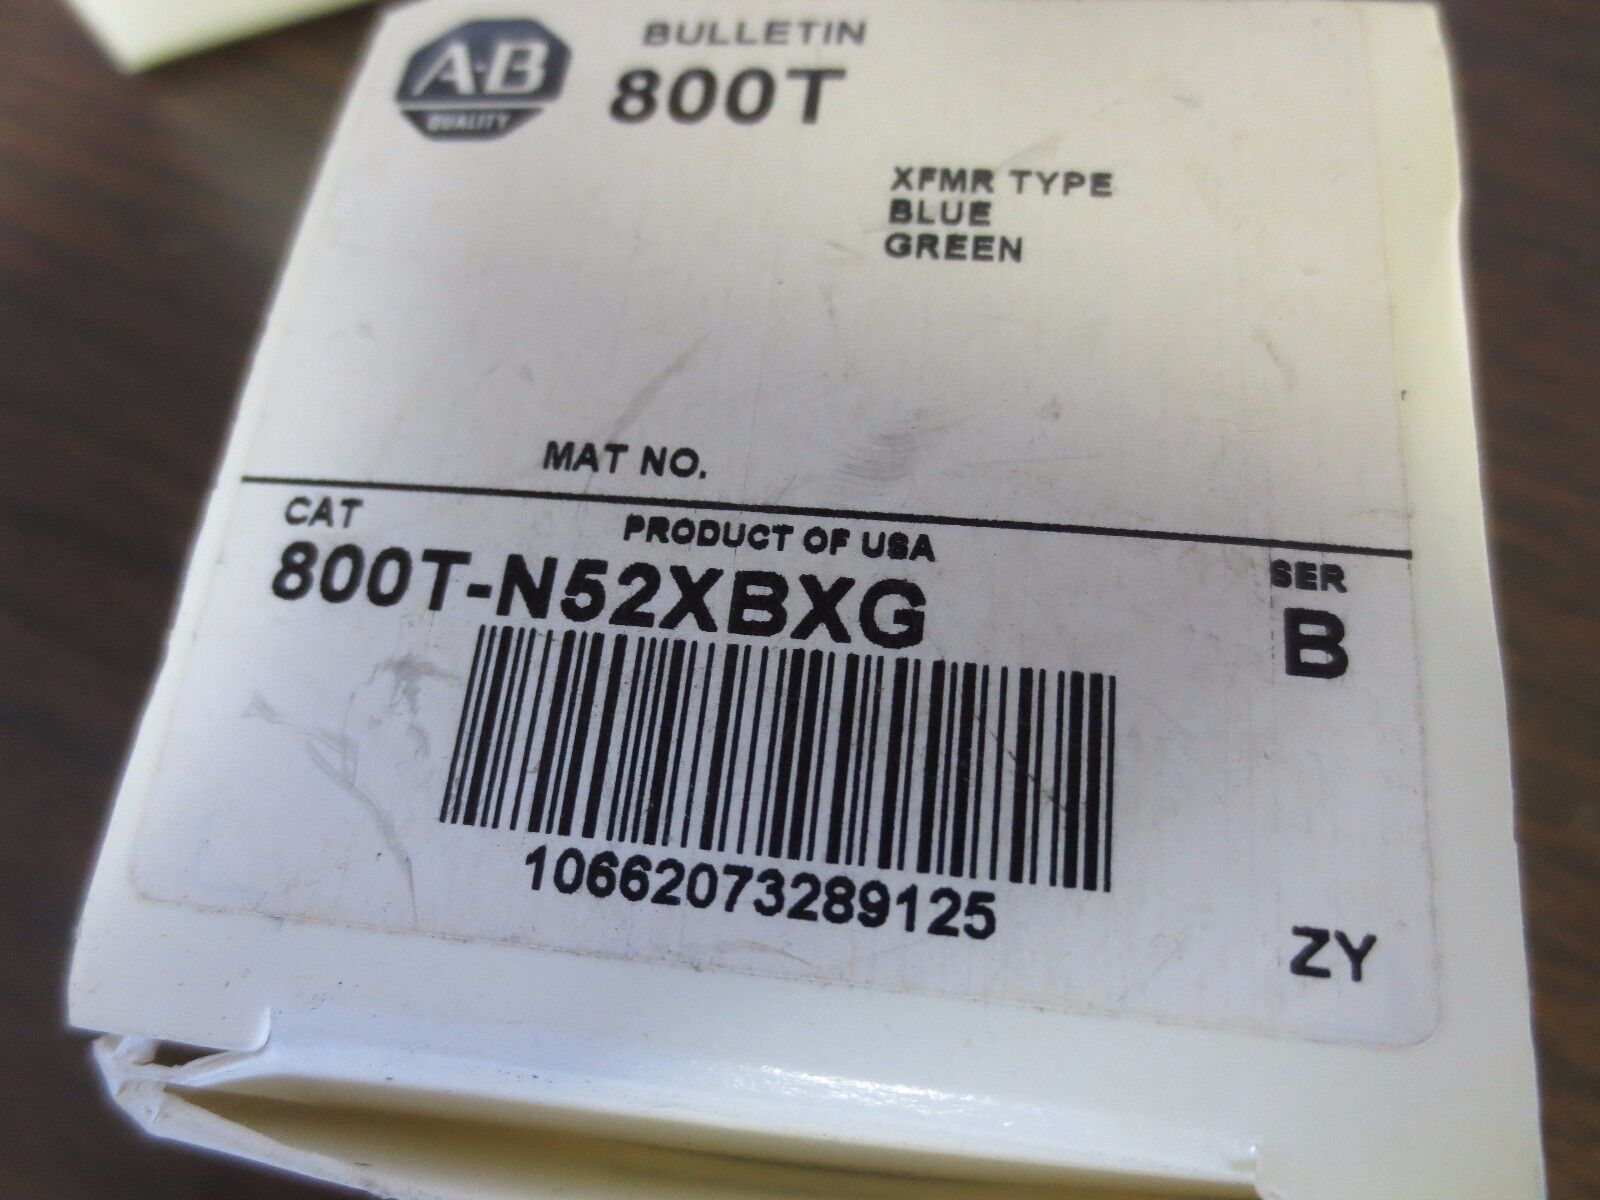 A-B
QUALITY
BULLETIN
800T
XFMR TYPE
BLUE
GREEN
MAT NO.
CAT
PRODUCT OF USA
SER
800T-N52XBXG
B
10662073289125
ZY